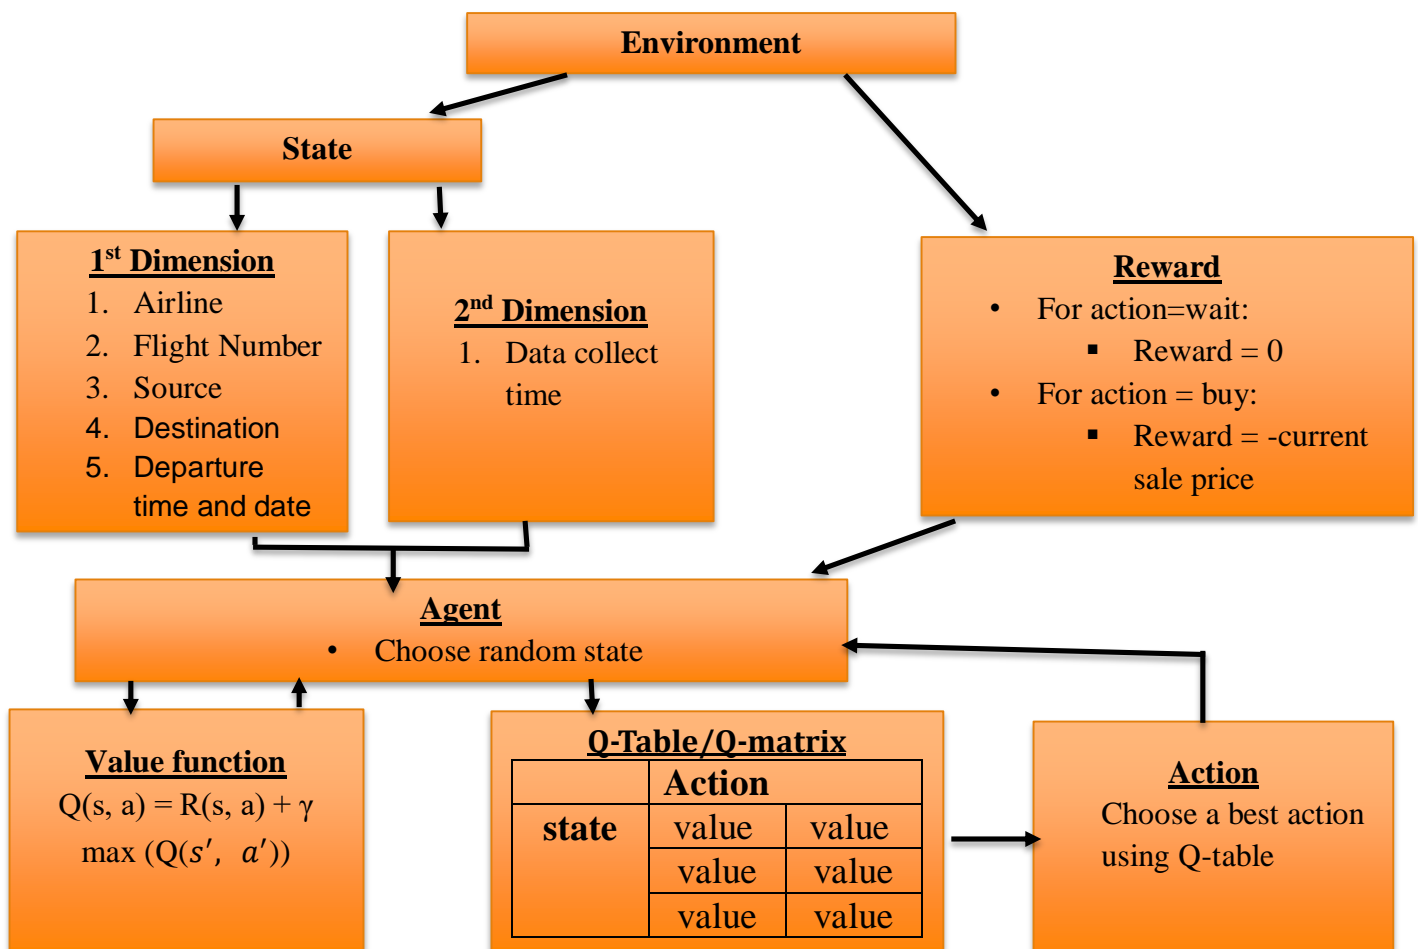 Environment
State
1st Dimension
1. Airline
2. Flight Number
3. Source
4. Destination
5. Departure
time and date
2nd Dimension
1. Data collect
time
Reward
• For action=wait:
▪ Reward = 0
• For action = buy:
▪ Reward = -current
sale price
Agent
• Choose random state
Value function
Q(s, a) = R(s, a) + γ
max (Q(s′, a′))
Q-Table/Q-matrix
Action
state value value
value value
value value
Action
Choose a best action
using Q-table